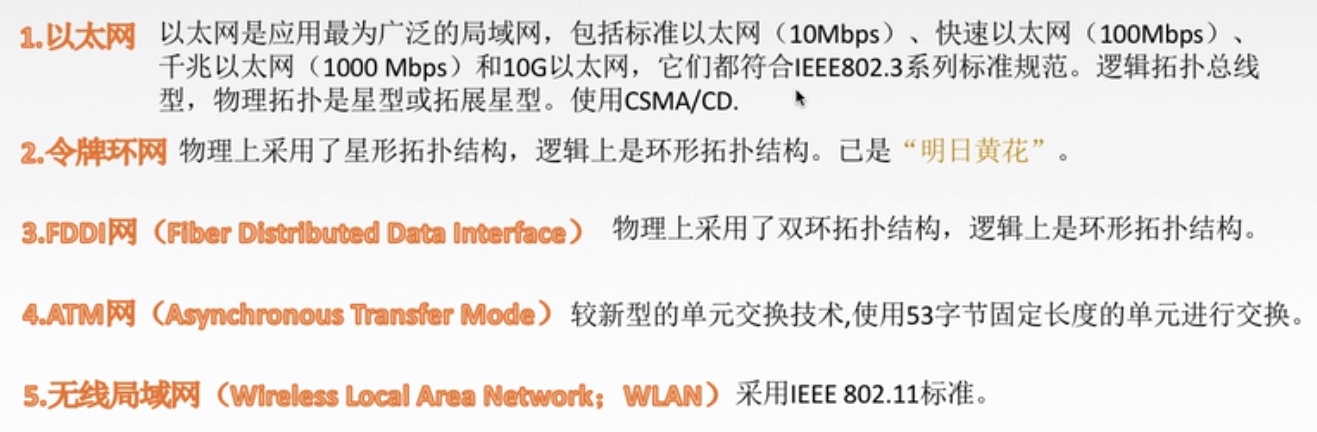 1.以太网 以太网是应用最为广泛的局域网，包括标准以太网（10Mbps）、快速以太网（100Mbps）、
千兆以太网（1000 Mbps）和10G以太网，它们都符合IEEE802.3系列标准规范。逻辑拓扑总线
型，物理拓扑是星型或拓展星型。使用CSMA/CD.
2.令牌环网 物理上采用了星形拓扑结构，逻辑上是环形拓扑结构。已是“明日黄花”。
3.FDDI网（Fiber Distributed Data Interface） 物理上采用了双环拓扑结构，逻辑上是环形拓扑结构。
4.ATM网（Asynchronous Transfer Mode）较新型的单元交换技术,使用53字节固定长度的单元进行交换。
5.无线局域网（Wireless Local Area Network；WLAN）采用IEEE 802.11标准。